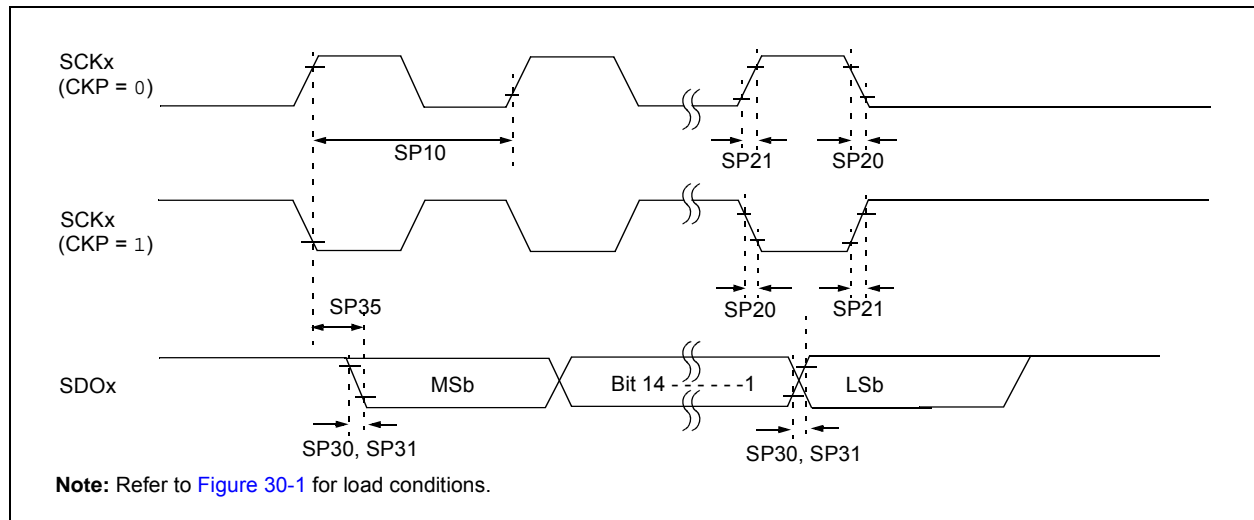 SCKx
(CKP = 0)
SP10
SP21
SP20
SCKx
(CKP = 1)
SP35
SP20
SP21
SDOx
MSb
Bit 14 - - - - - -1
LSb
SP30, SP31
SP30, SP31
Note: Refer to Figure 30-1 for load conditions.